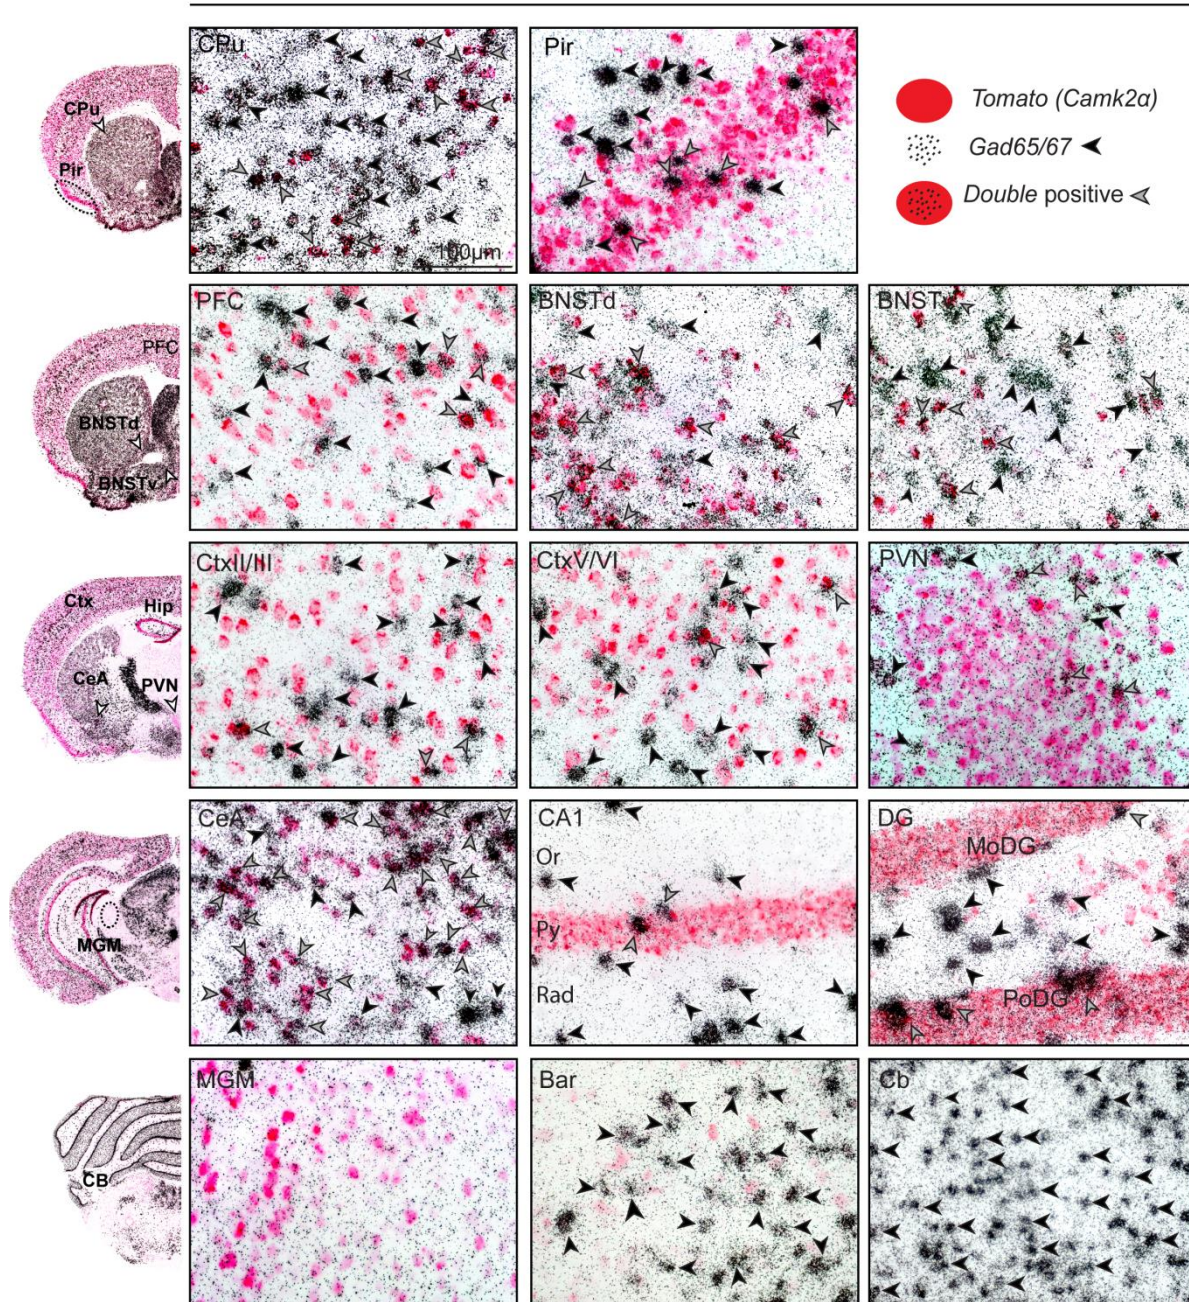 CPu
Pir
CPu
Pir
100µm
Tomato (Camk2α)
Gad65/67
Double positive
PFC
BNSTd
BNSTv
PFC
BNSTd
BNST
Ctx
Hip
CeA
PVN
CtxII/III
CtxV/VI
PVN
MGM
CeA
CA1
Or
Py
Rad
DG
MoDG
PoDG
CB
MGM
Bar
Cb